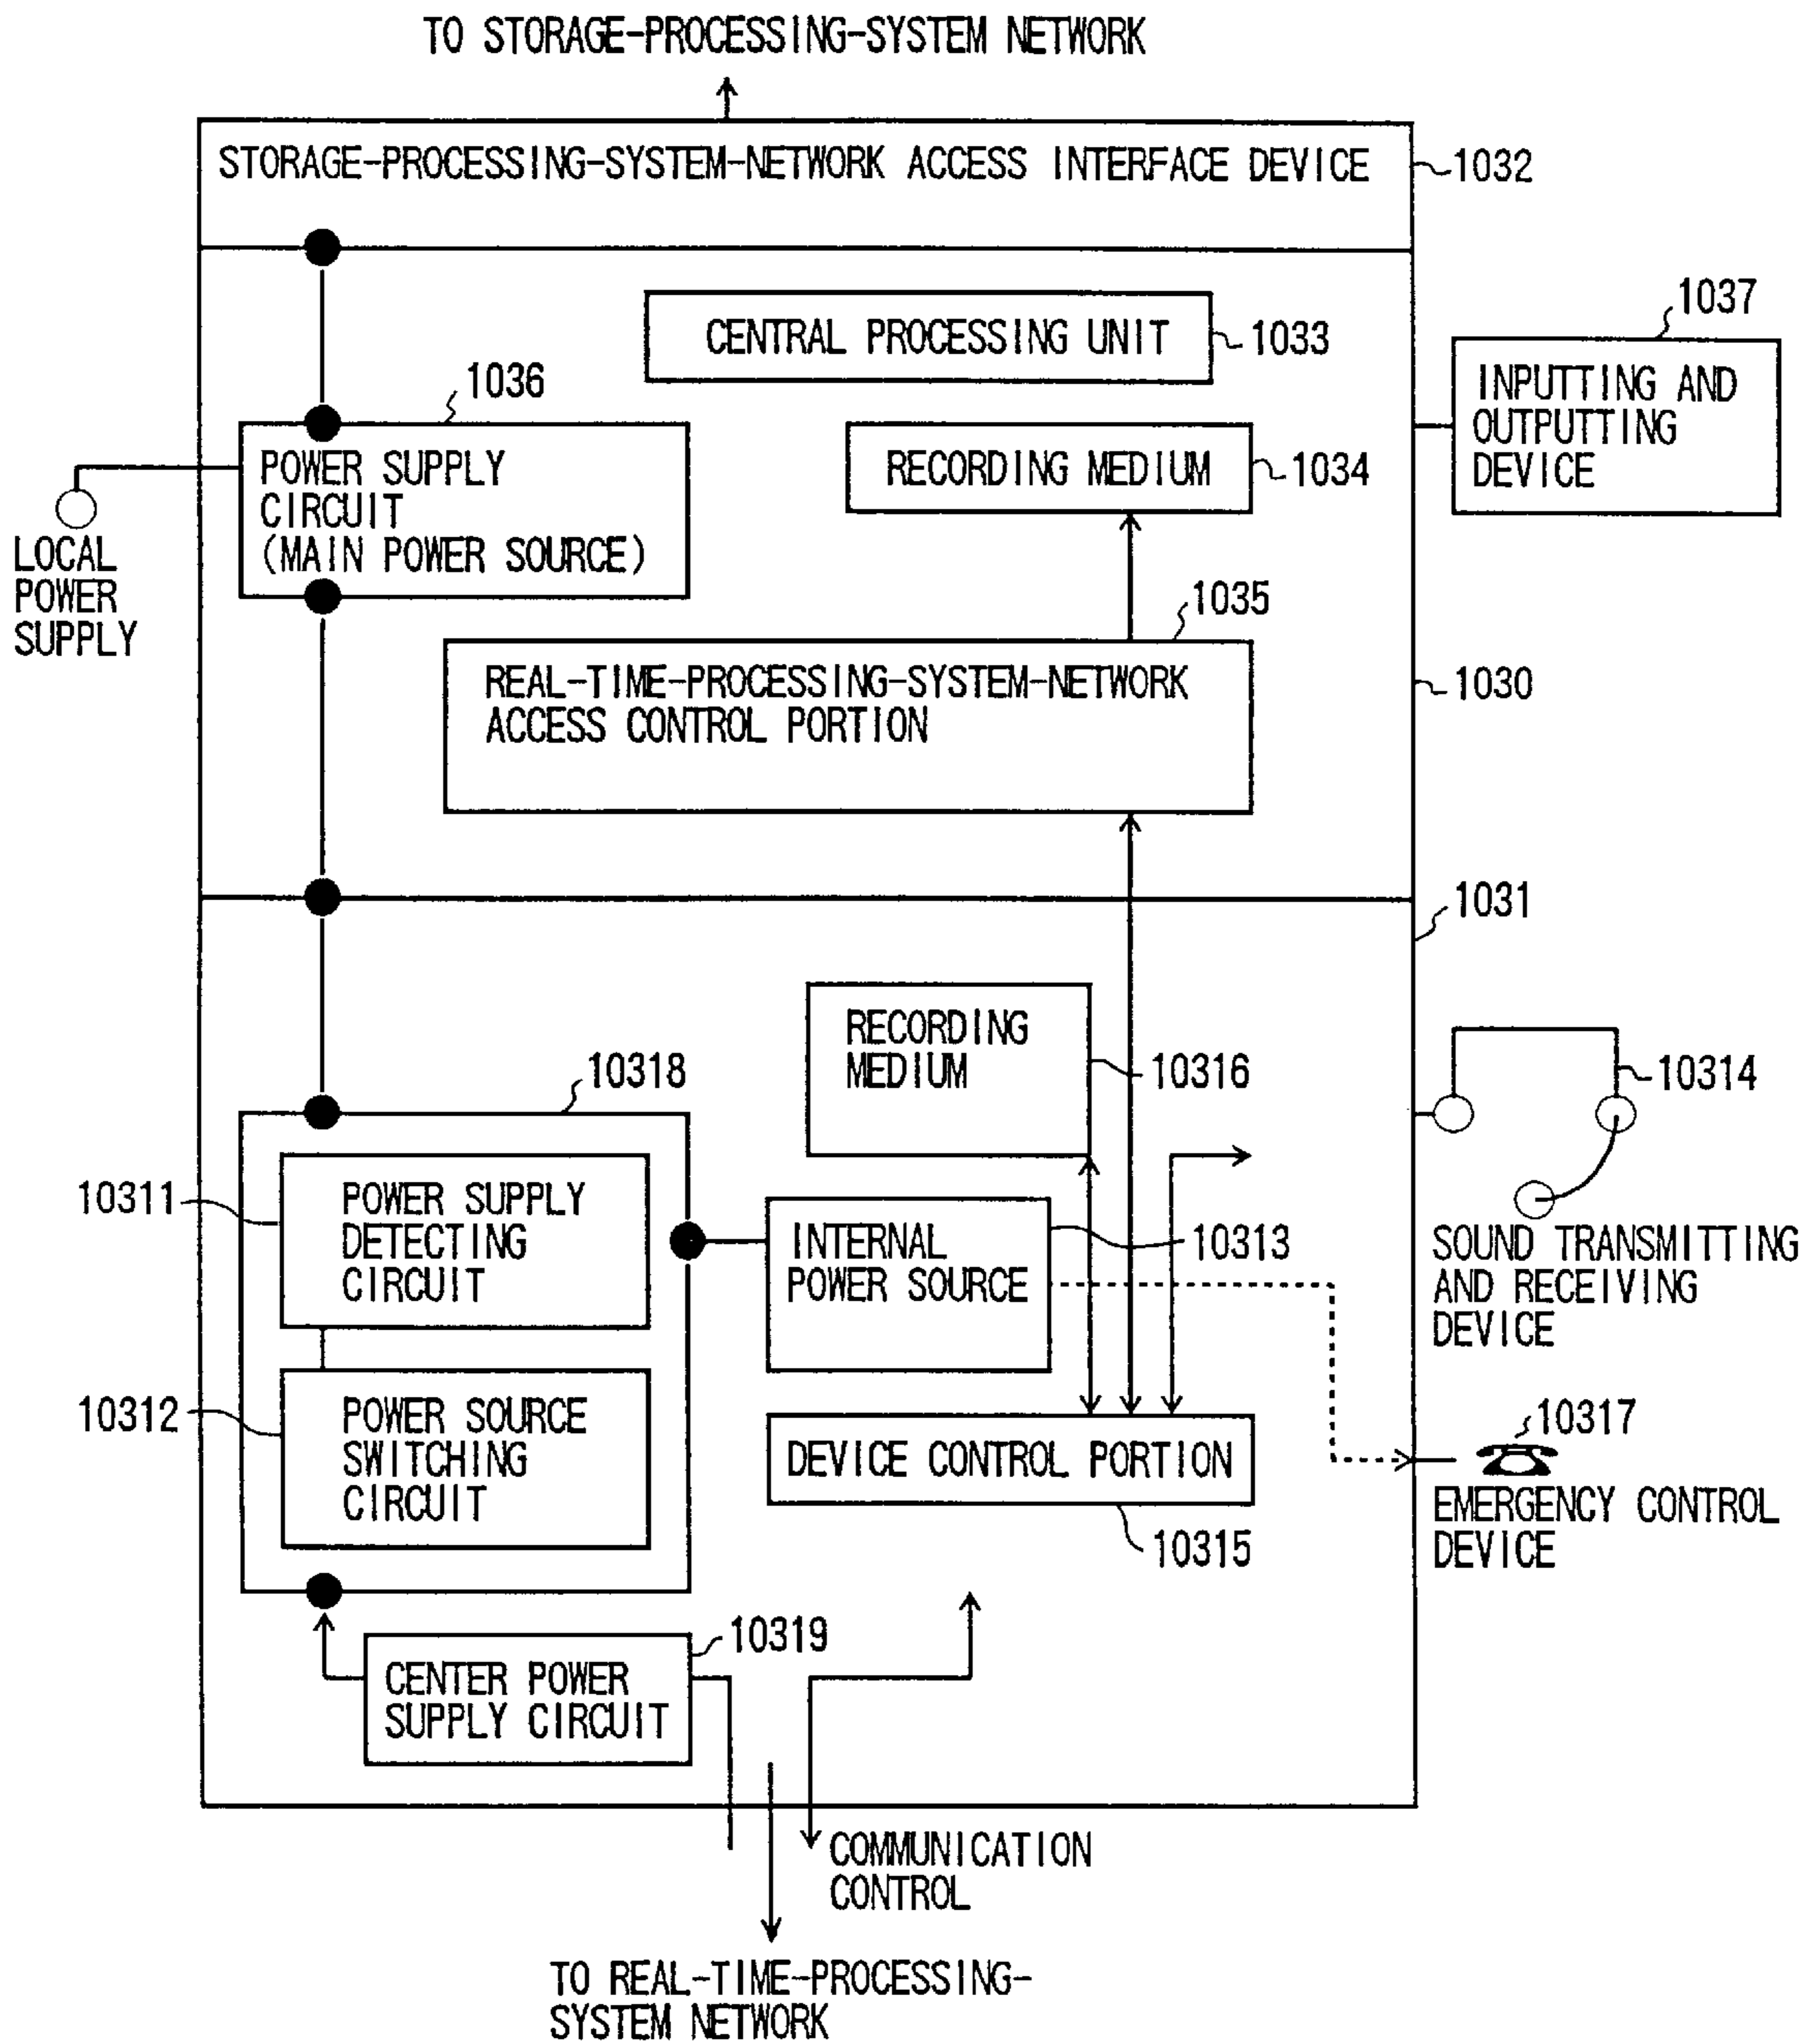 TO STORAGE-PROCESSING-SYSTEM NETWORK
STORAGE-PROCESSING-SYSTEM-NETWORK ACCESS INTERFACE DEVICE
1032
CENTRAL PROCESSING UNIT
1033
1037
INPUTTING AND
OUTPUTTING
DEVICE
1036
POWER SUPPLY
CIRCUIT
(MAIN POWER SOURCE)
RECORDING MEDIUM
1034
LOCAL
POWER
SUPPLY
1035
REAL-TIME-PROCESSING-SYSTEM-NETWORK
ACCESS CONTROL PORTION
1030
1031
RECORDING
MEDIUM
10316
10314
SOUND TRANSMITTING
AND RECEIVING
DEVICE
10318
10311
POWER SUPPLY
DETECTING
CIRCUIT
INTERNAL
POWER SOURCE
10313
10312
POWER SOURCE
SWITCHING
CIRCUIT
DEVICE CONTROL PORTION
10315
10317
EMERGENCY CONTROL
DEVICE
10319
CENTER POWER
SUPPLY CIRCUIT
COMMUNICATION
CONTROL
TO REAL-TIME-PROCESSING-
SYSTEM NETWORK